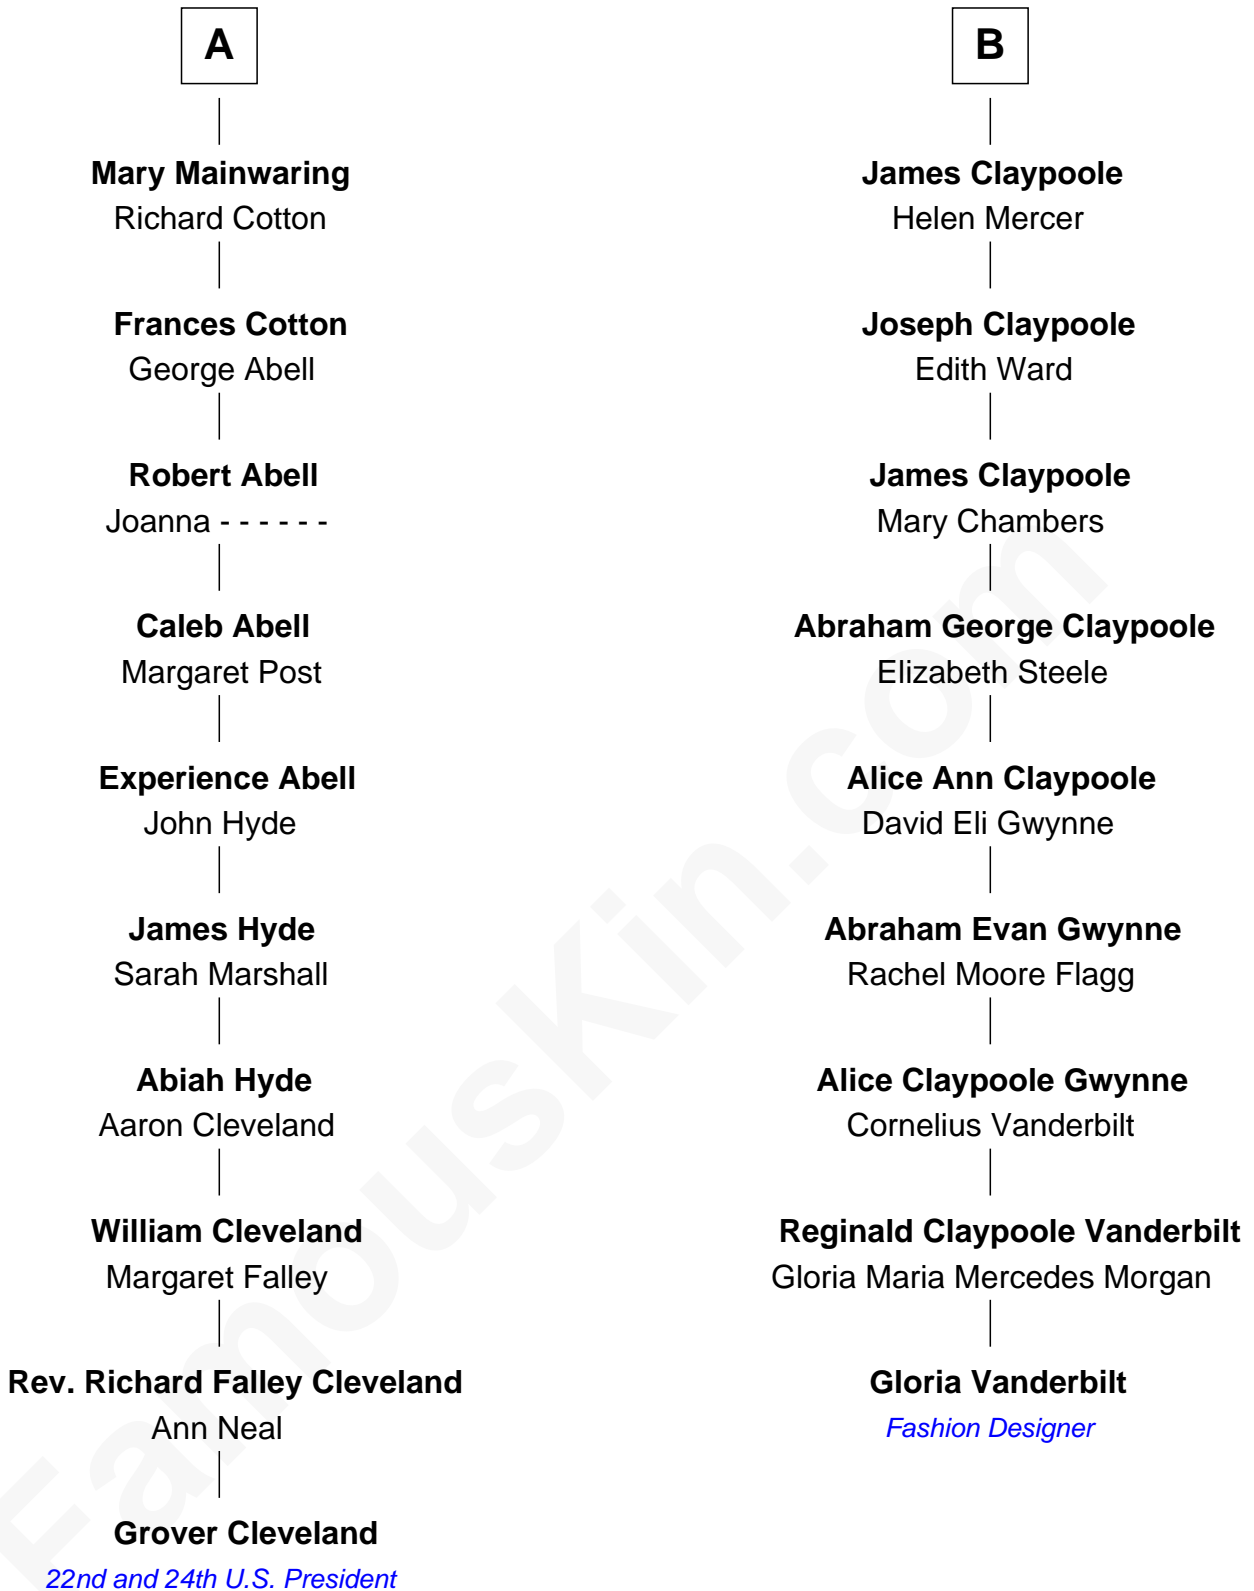 A
Mary Mainwaring
Richard Cotton
Frances Cotton
George Abell
Robert Abell
Joanna - - - - - -
Caleb Abell
Margaret Post
Experience Abell
John Hyde
James Hyde
Sarah Marshall
Abiah Hyde
Aaron Cleveland
William Cleveland
Margaret Falley
Rev. Richard Falley Cleveland
Ann Neal
Grover Cleveland
22nd and 24th U.S. President
B
James Claypoole
Helen Mercer
Joseph Claypoole
Edith Ward
James Claypoole
Mary Chambers
Abraham George Claypoole
Elizabeth Steele
Alice Ann Claypoole
David Eli Gwynne
Abraham Evan Gwynne
Rachel Moore Flagg
Alice Claypoole Gwynne
Cornelius Vanderbilt
Reginald Claypoole Vanderbilt
Gloria Maria Mercedes Morgan
Gloria Vanderbilt
Fashion Designer
FamousKin.com